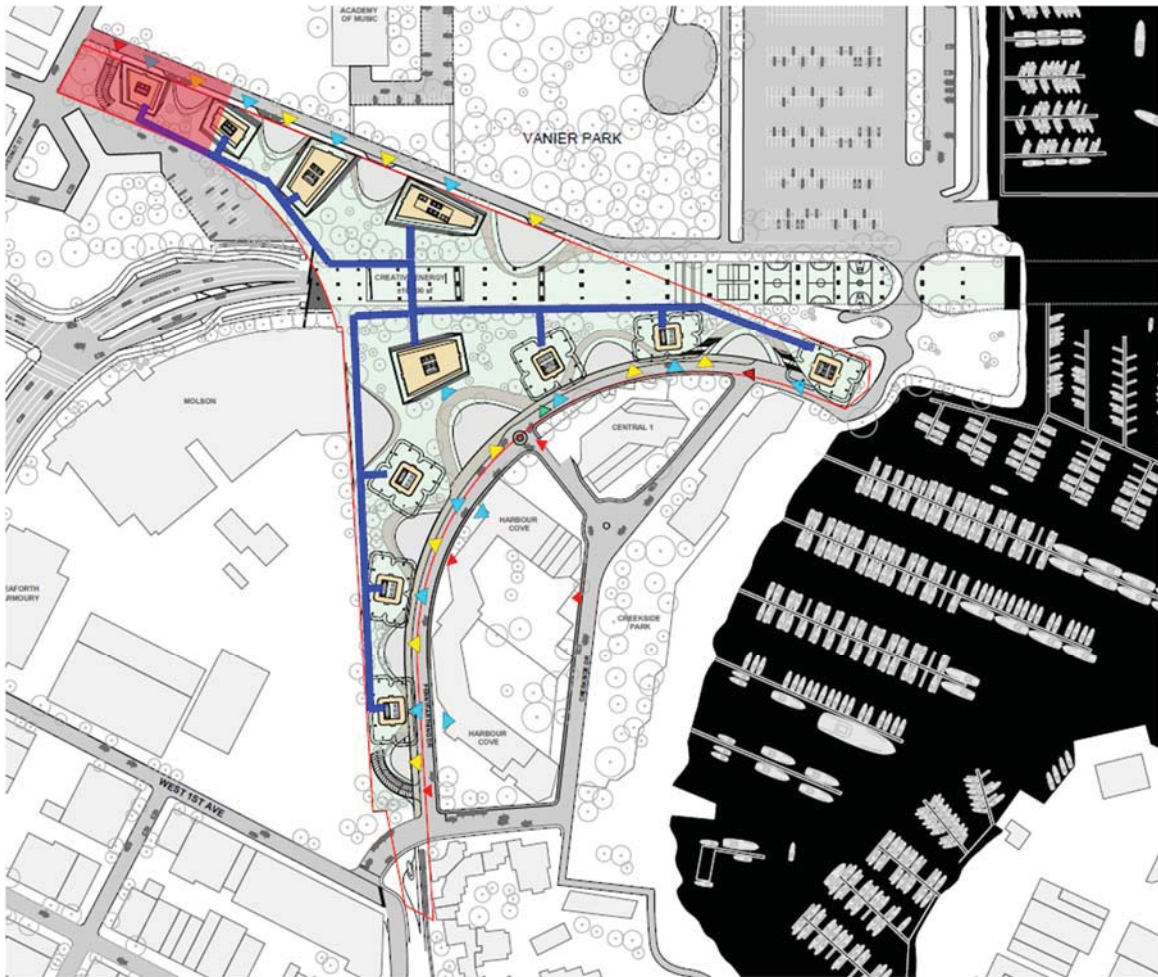 ACADEMY
OF MUSIC
VANIER PARK
CREATIVE ENERGY
MOLSON
CENTRAL 1
HARBOUR
COVE
EAFORTH
ARMOURY
CREEKSIDE
PARK
HARBOUR
COVE
WEST 1ST AVE